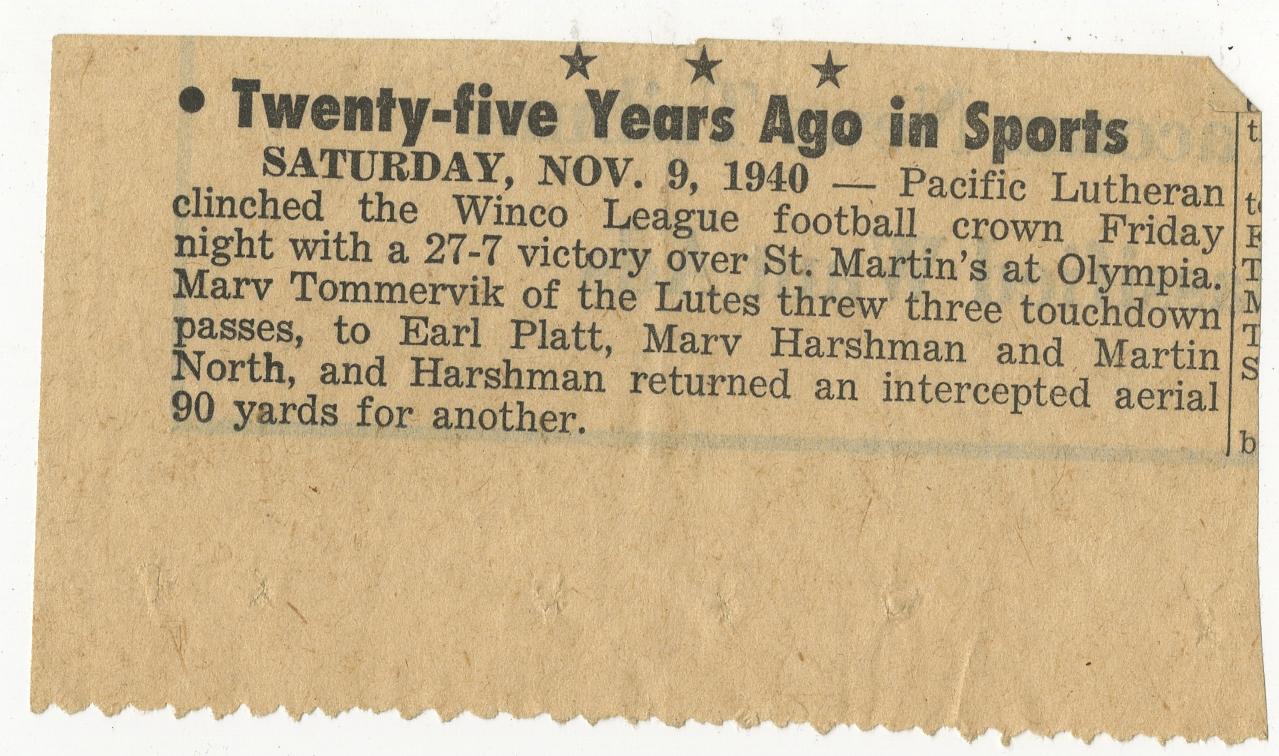 ★ ★ ★
• Twenty-five Years Ago in Sports
SATURDAY, NOV. 9, 1940 — Pacific Lutheran
clinched the Winco League football crown Friday
night with a 27-7 victory over St. Martin's at Olympia.
Marv Tommervik of the Lutes threw three touchdown
passes, to Earl Platt, Marv Harshman and Martin
North, and Harshman returned an intercepted aerial
90 yards for another.